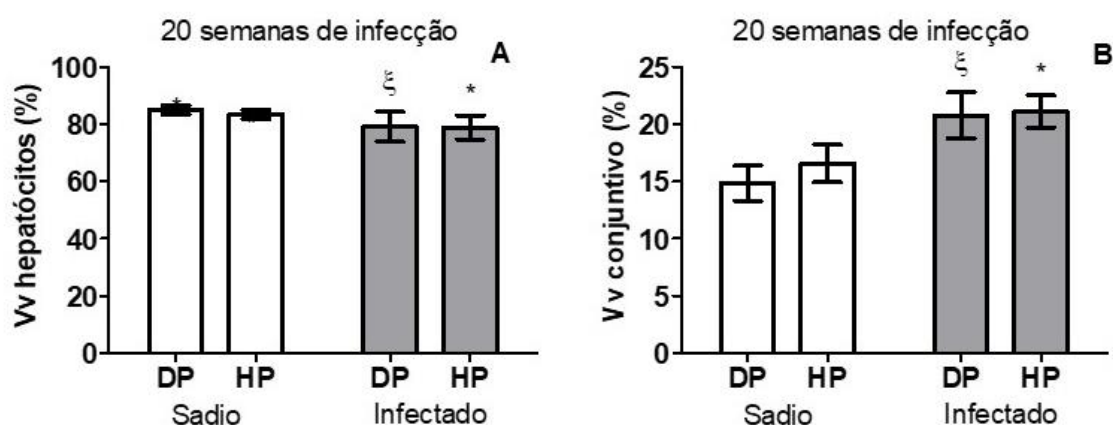 20 semanas de infecção
A
Vv hepatócitos (%)
100
80
60
40
20
0
*
ξ
*
DP HP DP HP
Sadio Infectado
20 semanas de infecção
B
Vv conjuntivo (%)
25
20
15
10
5
0
ξ
*
DP HP DP HP
Sadio Infectado